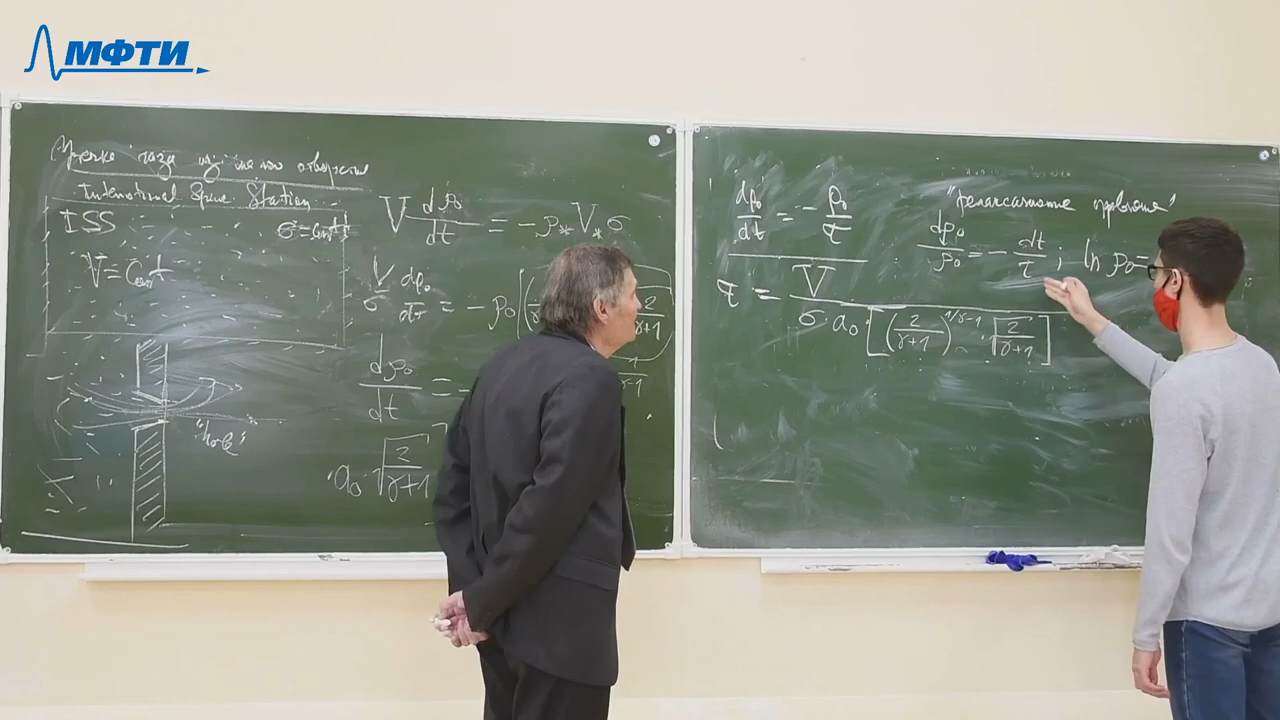 МФТИ
Утечка газа из малого отверстия
International Space Station
ISS
σ = Const
V = Const
"hole"
V dρ₀/dt = -ρ* V* σ
V/σ dρ₀/dt = -ρ₀[(
2/γ+1
dρ₀/dt = -
a₀ √(2/γ+1)
dρ₀/dt = - ρ₀/τ
dρ₀/ρ₀ = - dt/τ ; ln ρ₀ =
τ = V / σ a₀ [(2/γ+1)^(1/γ-1) · √(2/γ+1)]